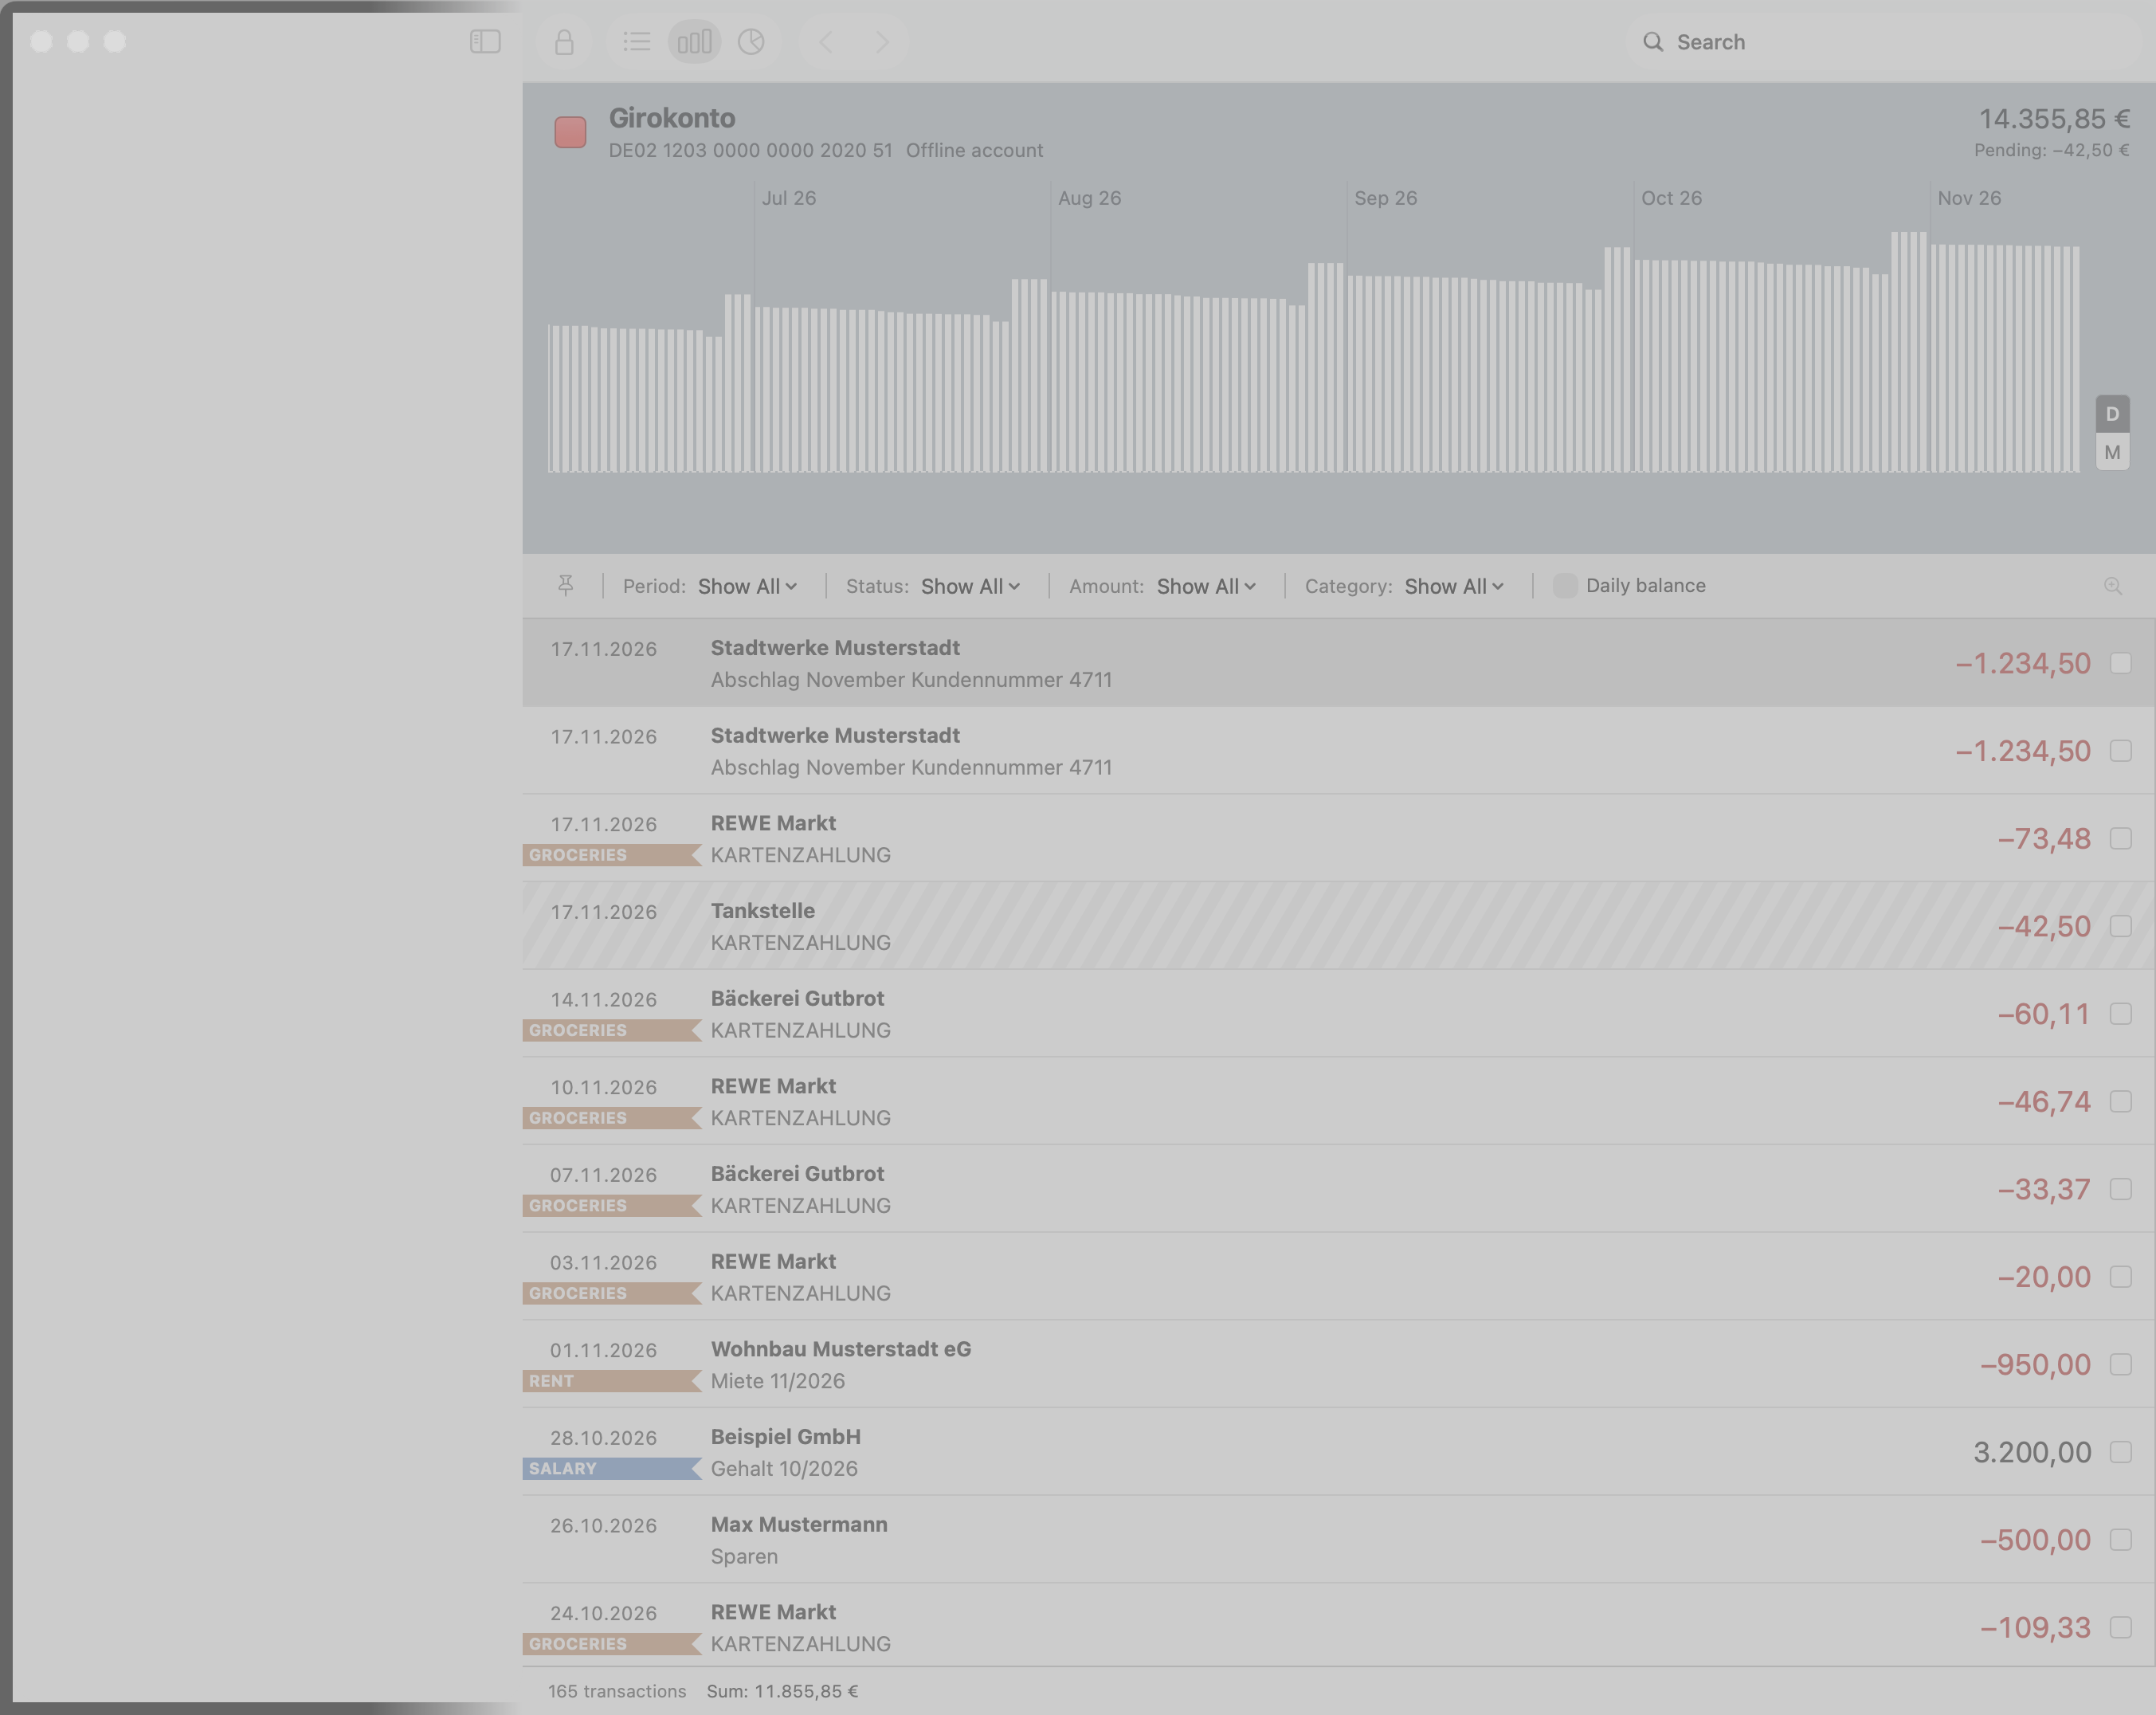 Search
Girokonto
14.355,85 €
DE02 1203 0000 0000 2020 51 Offline account
Pending: –42,50 €
Jul 26
Aug 26
Sep 26
Oct 26
Nov 26
D
M
Period: Show All
Status: Show All
Amount: Show All
Category: Show All
Daily balance
17.11.2026
Stadtwerke Musterstadt
Abschlag November Kundennummer 4711
–1.234,50
17.11.2026
Stadtwerke Musterstadt
Abschlag November Kundennummer 4711
–1.234,50
17.11.2026
REWE Markt
GROCERIES
KARTENZAHLUNG
–73,48
17.11.2026
Tankstelle
KARTENZAHLUNG
–42,50
14.11.2026
Bäckerei Gutbrot
GROCERIES
KARTENZAHLUNG
–60,11
10.11.2026
REWE Markt
GROCERIES
KARTENZAHLUNG
–46,74
07.11.2026
Bäckerei Gutbrot
GROCERIES
KARTENZAHLUNG
–33,37
03.11.2026
REWE Markt
GROCERIES
KARTENZAHLUNG
–20,00
01.11.2026
Wohnbau Musterstadt eG
RENT
Miete 11/2026
–950,00
28.10.2026
Beispiel GmbH
SALARY
Gehalt 10/2026
3.200,00
26.10.2026
Max Mustermann
Sparen
–500,00
24.10.2026
REWE Markt
GROCERIES
KARTENZAHLUNG
–109,33
165 transactions
Sum: 11.855,85 €